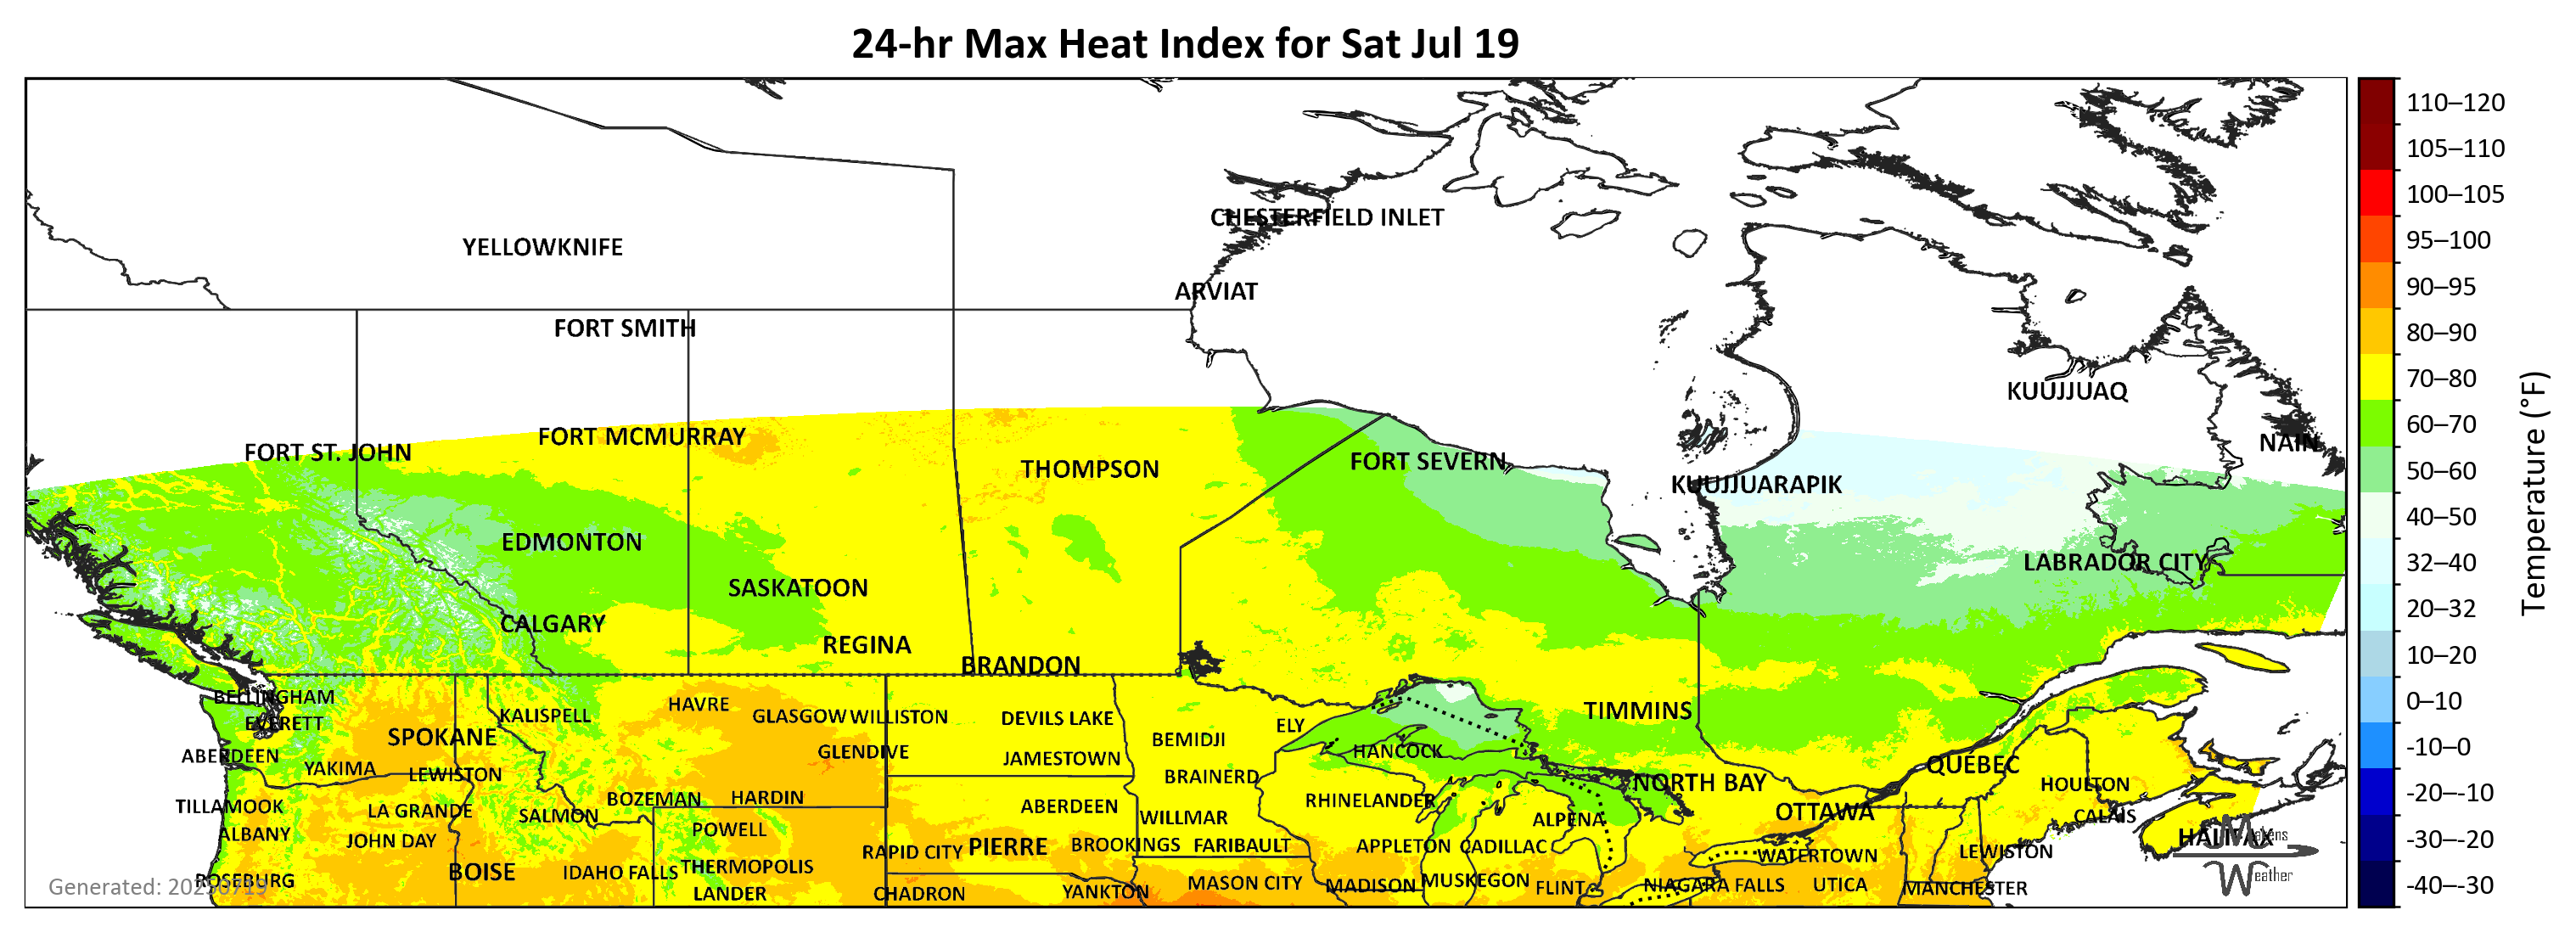 24-hr Max Heat Index for Sat Jul 19
CHESTERFIELD INLET
YELLOWKNIFE
ARVIAT
FORT SMITH
KUUJJUAQ
FORT MCMURRAY
NAIN
FORT ST. JOHN
FORT SEVERN
THOMPSON
KUUJJUARAPIK
EDMONTON
LABRADOR CITY
SASKATOON
CALGARY
REGINA
BRANDON
BELLINGHAM
HAVRE
KALISPELL
GLASGOW WILLISTON
DEVILS LAKE
TIMMINS
EVERETT
ELY
SPOKANE
BEMIDJI
HANCOCK
GLENDIVE
ABERDEEN
JAMESTOWN
QUÉBEC
YAKIMA
LEWISTON
BRAINERD
NORTH BAY
HOULTON
BOZEMAN
HARDIN
RHINELANDER
TILLAMOOK
ABERDEEN
LA GRANDE
SALMON
WILLMAR
OTTAWA
CALAIS
ALPENA
POWELL
ALBANY
HALIFAX
JOHN DAY
BROOKINGS
FARIBAULT
APPLETON
CADILLAC
PIERRE
RAPID CITY
LEWISTON
WATERTOWN
THERMOPOLIS
BOISE
IDAHO FALLS
ROSEBURG
MUSKEGON
MASON CITY
MADISON
FLINT
NIAGARA FALLS
UTICA
MANCHESTER
LANDER
CHADRON
YANKTON
Generated: 20250719
Weather
110–120
105–110
100–105
95–100
90–95
80–90
70–80
60–70
50–60
40–50
32–40
20–32
10–20
0–10
-10–0
-20–-10
-30–-20
-40–-30
Temperature (°F)